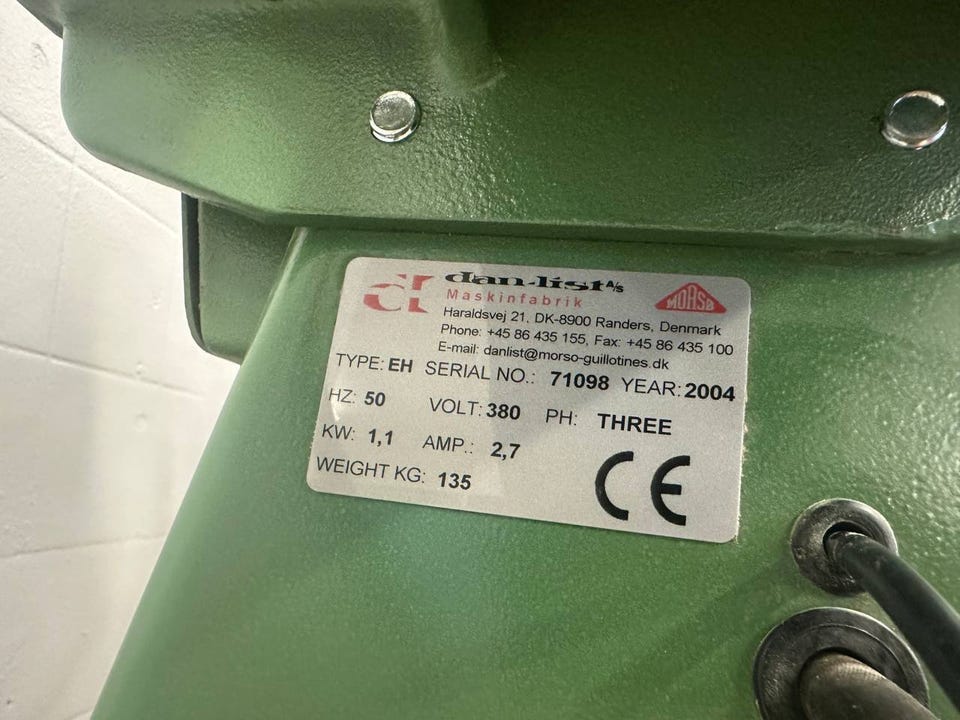 dan-list A/S
Maskinfabrik
MORSØ
Haraldsvej 21, DK-8900 Randers, Denmark
Phone: +45 86 435 155, Fax: +45 86 435 100
E-mail: danlist@morso-guillotines.dk
TYPE: EH SERIAL NO.: 71098 YEAR: 2004
HZ: 50 VOLT: 380 PH: THREE
KW: 1,1 AMP.: 2,7
WEIGHT KG: 135
CE